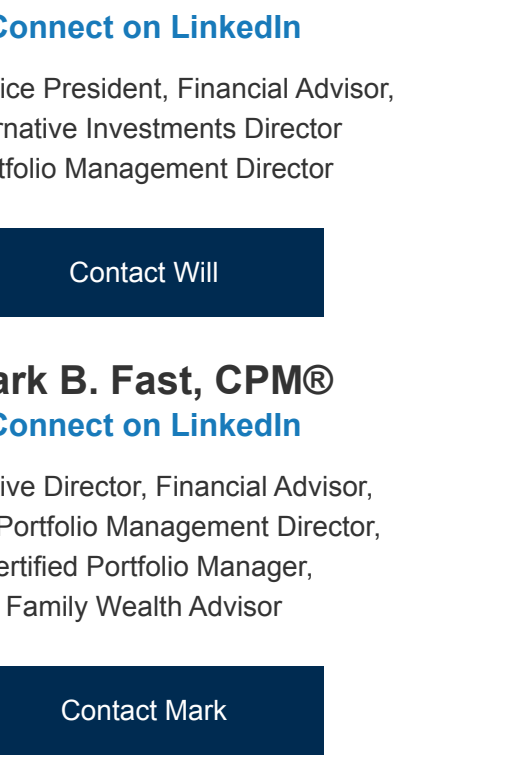 Connect on LinkedIn
ice President, Financial Advisor,
rnative Investments Director
tfolio Management Director
Contact Will
ark B. Fast, CPM®
Connect on LinkedIn
ive Director, Financial Advisor,
Portfolio Management Director,
ertified Portfolio Manager,
Family Wealth Advisor
Contact Mark